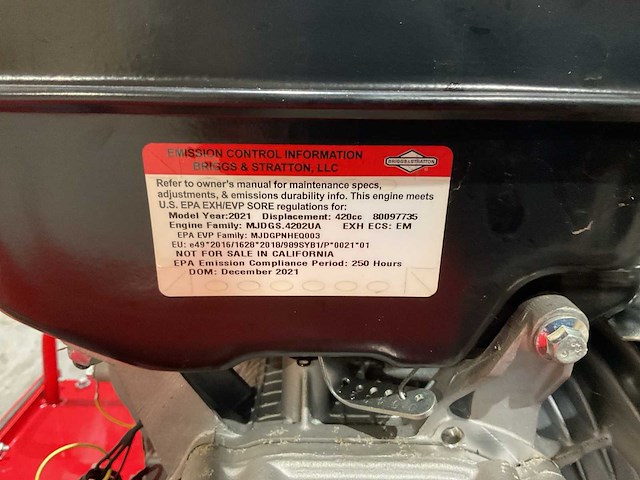 EMISSION CONTROL INFORMATION
BRIGGS & STRATTON, LLC
BRIGGS & STRATTON
Refer to owner's manual for maintenance specs,
adjustments, & emissions durability info. This engine meets
U.S. EPA EXH/EVP SORE regulations for:
Model Year:2021 Displacement: 420cc 80097735
Engine Family: MJDGS.4202UA EXH ECS: EM
EPA EVP Family: MJDGPNHEQ003
EU: e49*2016/1628*2018/989SYB1/P*0021*01
NOT FOR SALE IN CALIFORNIA
EPA Emission Compliance Period: 250 Hours
DOM: December 2021